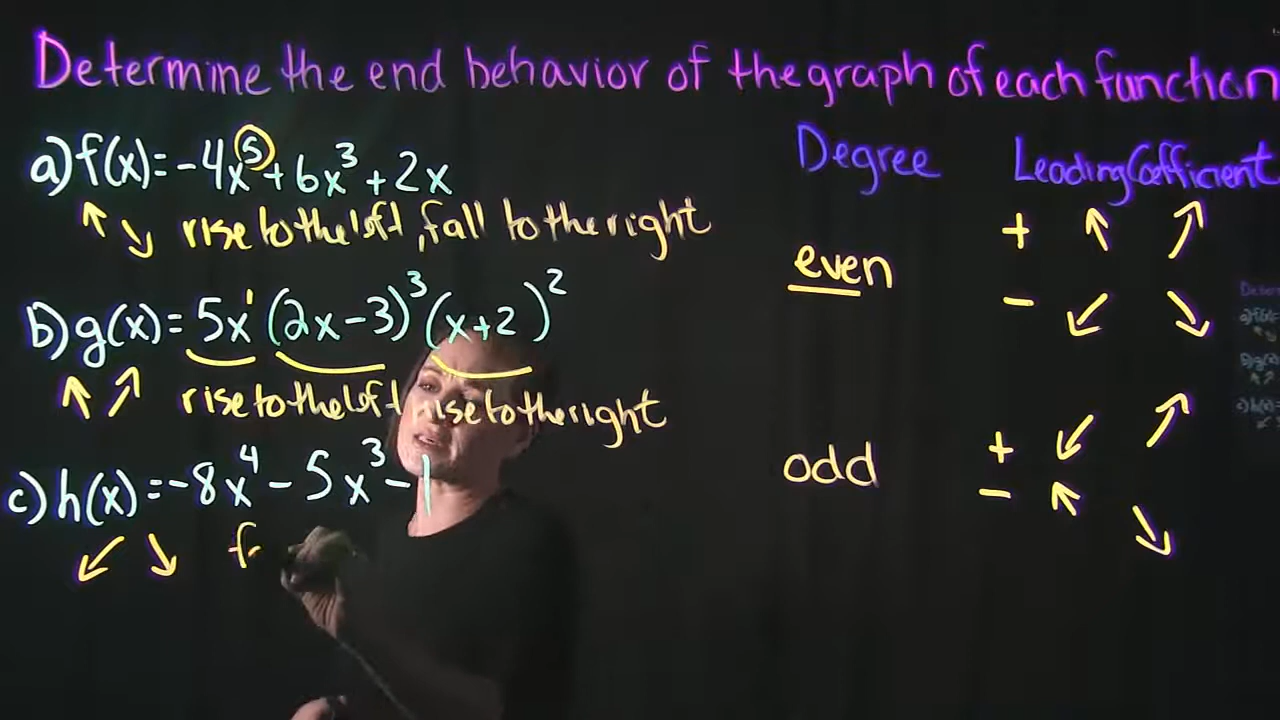 Determine the end behavior of the graph of each function
a) f(x) = -4x⁵ + 6x³ + 2x
↖ ↘ rise to the left, fall to the right
b) g(x) = 5x¹ (2x-3)³ (x+2)²
↖ ↗ rise to the left rise to the right
c) h(x) = -8x⁴ - 5x³ - 1
↙ ↘ f
Degree Leading Coefficient
even + ↖ ↗
- ↙ ↘
odd + ↙ ↗
- ↖ ↘